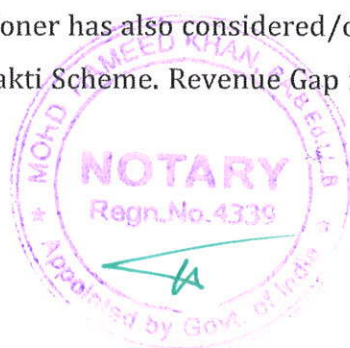 oner has also considered/
akti Scheme. Revenue Gap
MOHD HAMEED KHAN,
NOTARY
Regn.No.4339
Appointed by Govt. of India